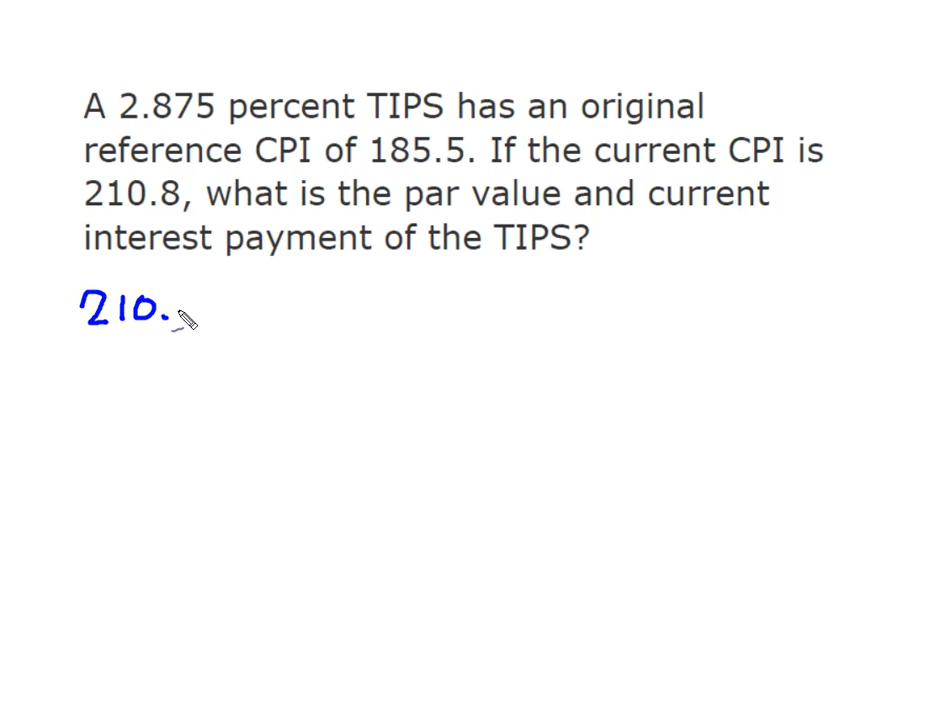 A 2.875 percent TIPS has an original
reference CPI of 185.5. If the current CPI is
210.8, what is the par value and current
interest payment of the TIPS?
210.